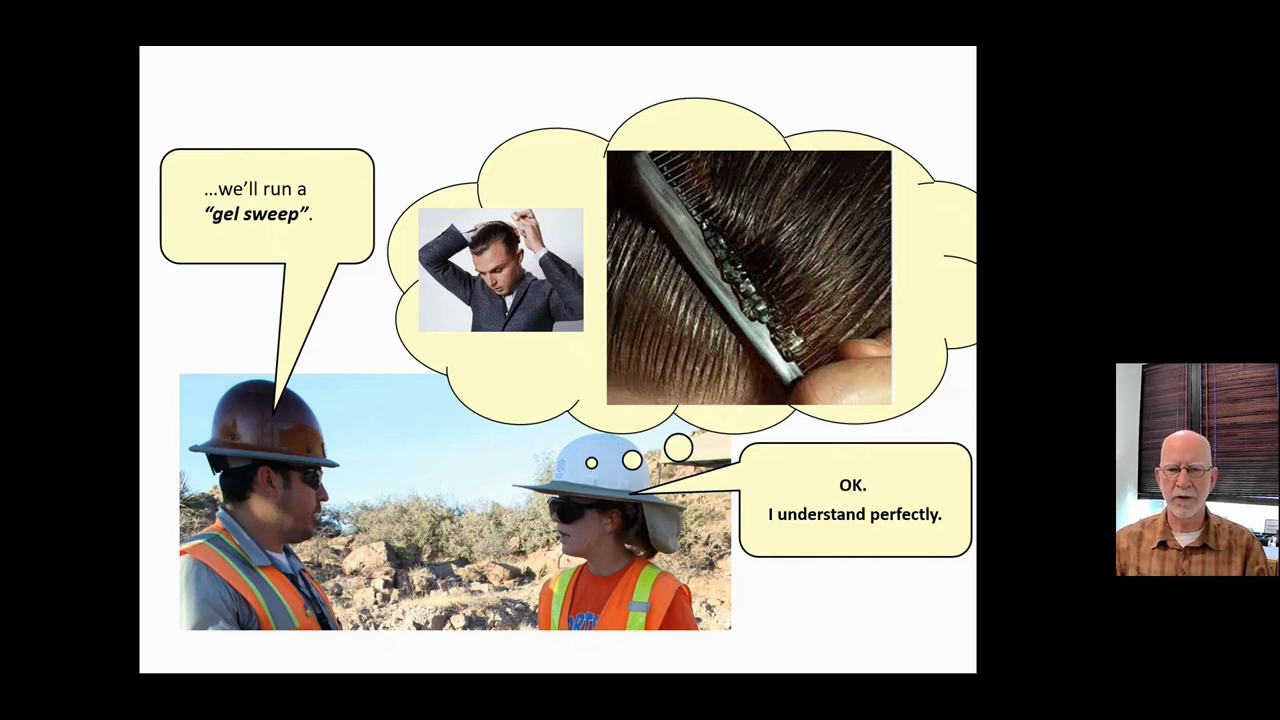 ...we'll run a
"gel sweep".
OK.
I understand perfectly.